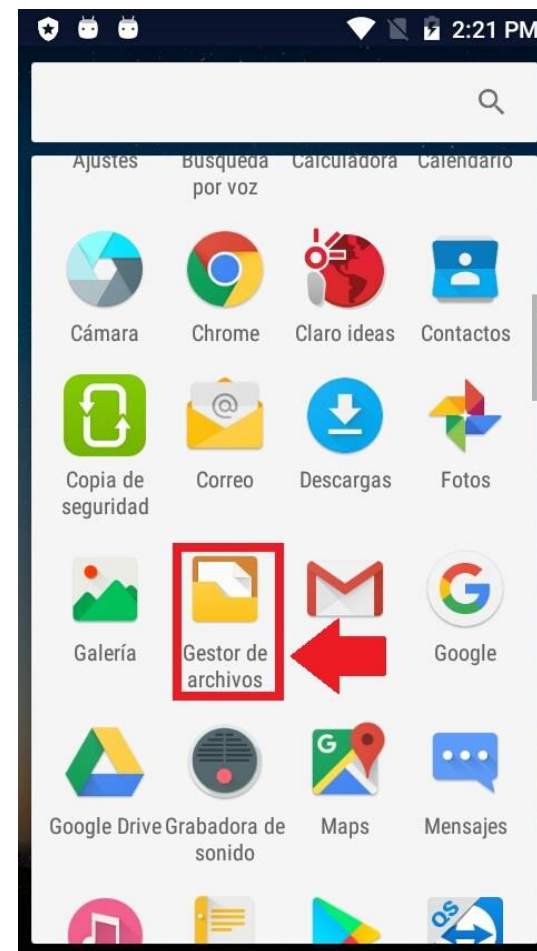 2:21 PM
Ajustes Búsqueda Calculadora Calendario
por voz
Cámara Chrome Claro ideas Contactos
@
Copia de Correo Descargas Fotos
seguridad
G
Galería Gestor de Google
archivos
G
Google Drive Grabadora de Maps Mensajes
sonido
QS